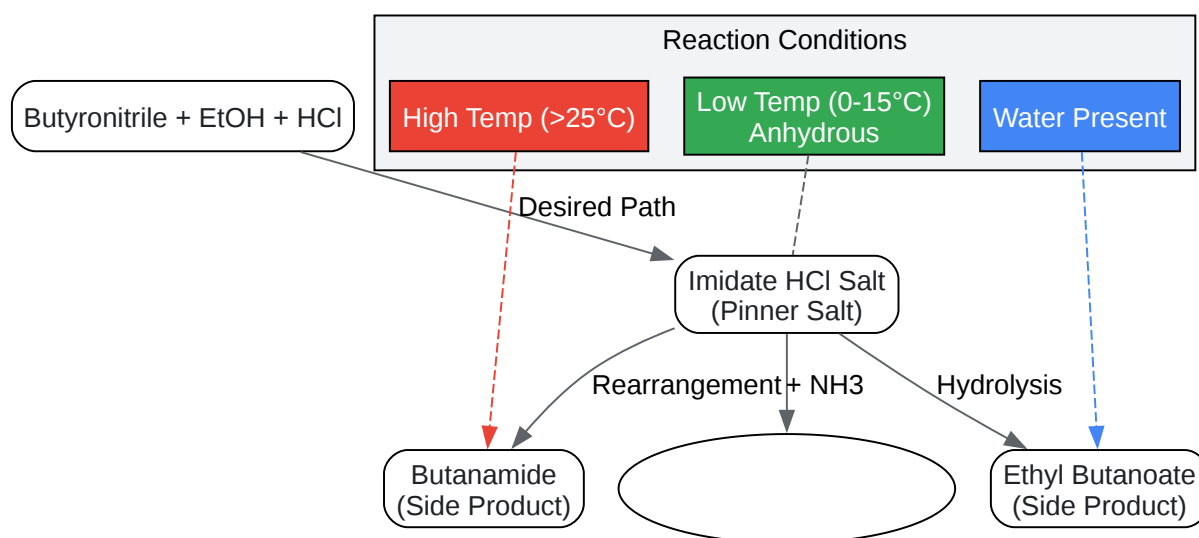 Reaction Conditions
Butyronitrile + EtOH + HCl
High Temp (>25°C)
Low Temp (0-15°C)
Anhydrous
Water Present
Desired Path
Imidate HCl Salt
(Pinner Salt)
Rearrangement
+ NH3
Hydrolysis
Butanamide
(Side Product)
Ethyl Butanoate
(Side Product)